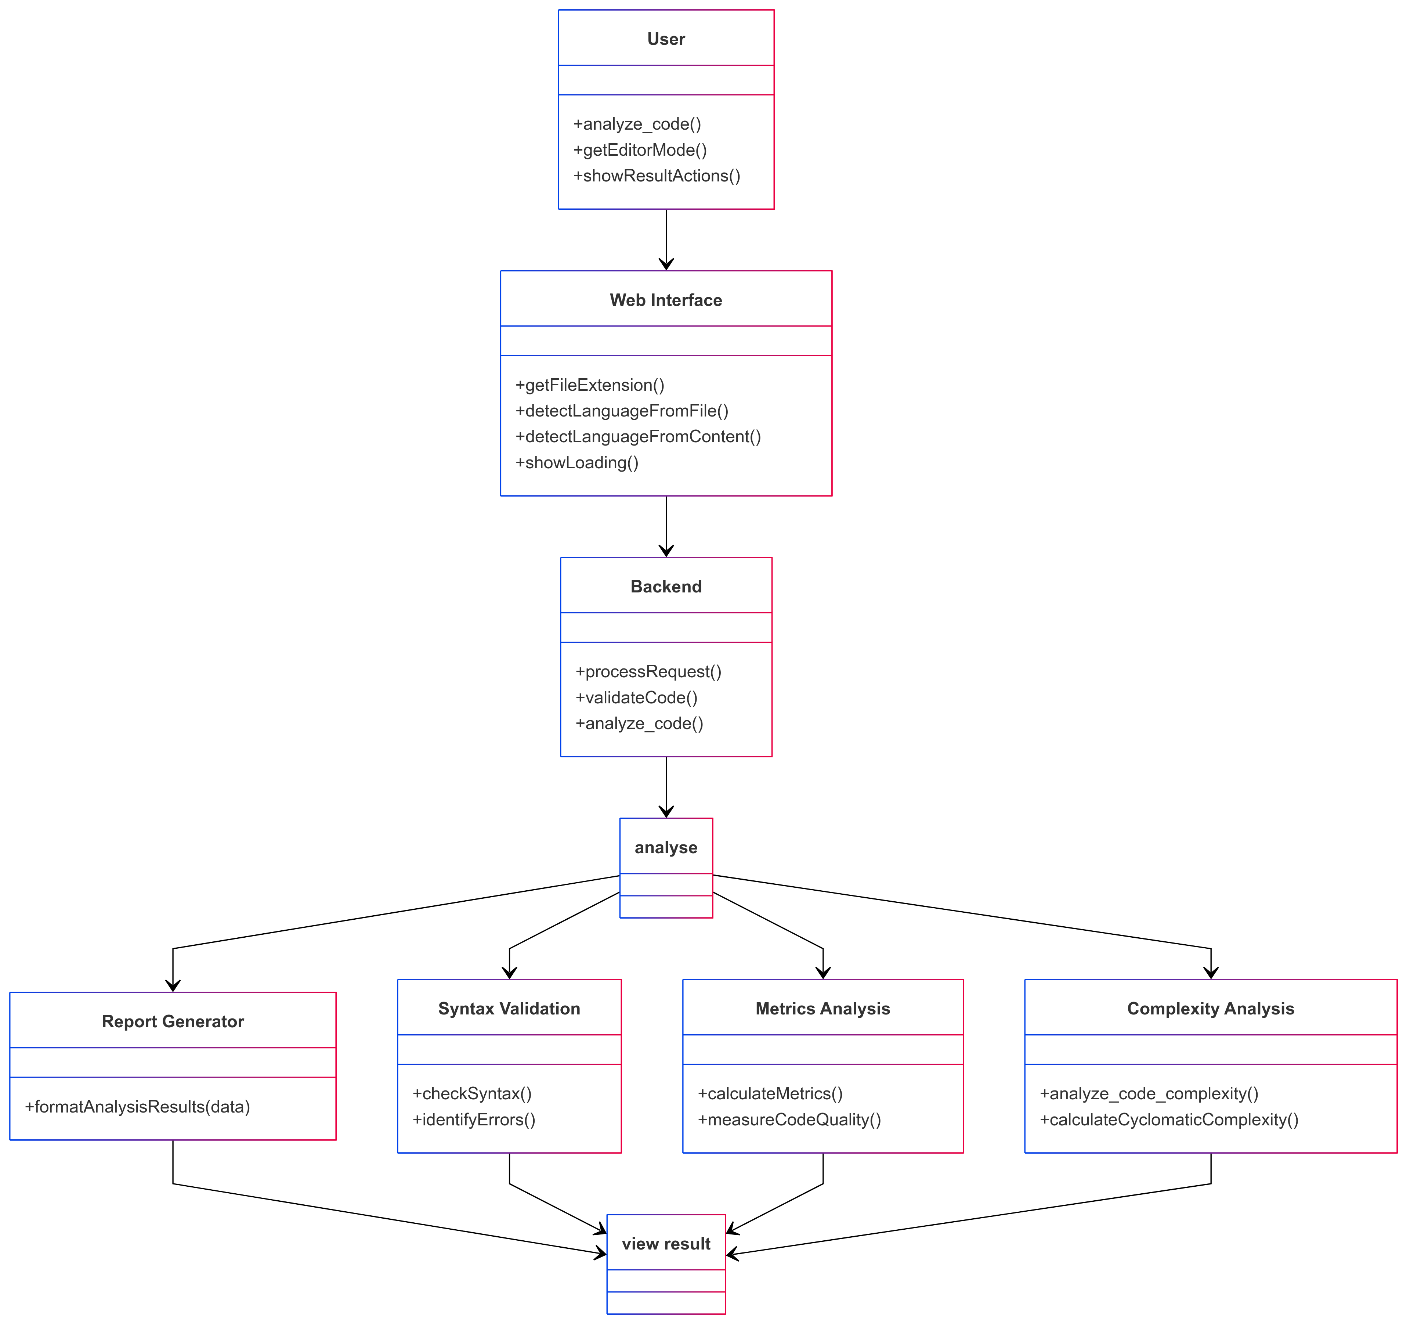 User
+analyze_code()
+getEditorMode()
+showResultActions()
Web Interface
+getFileExtension()
+detectLanguageFromFile()
+detectLanguageFromContent()
+showLoading()
Backend
+processRequest()
+validateCode()
+analyze_code()
analyse
Report Generator
+formatAnalysisResults(data)
Syntax Validation
+checkSyntax()
+identifyErrors()
Metrics Analysis
+calculateMetrics()
+measureCodeQuality()
Complexity Analysis
+analyze_code_complexity()
+calculateCyclomaticComplexity()
view result